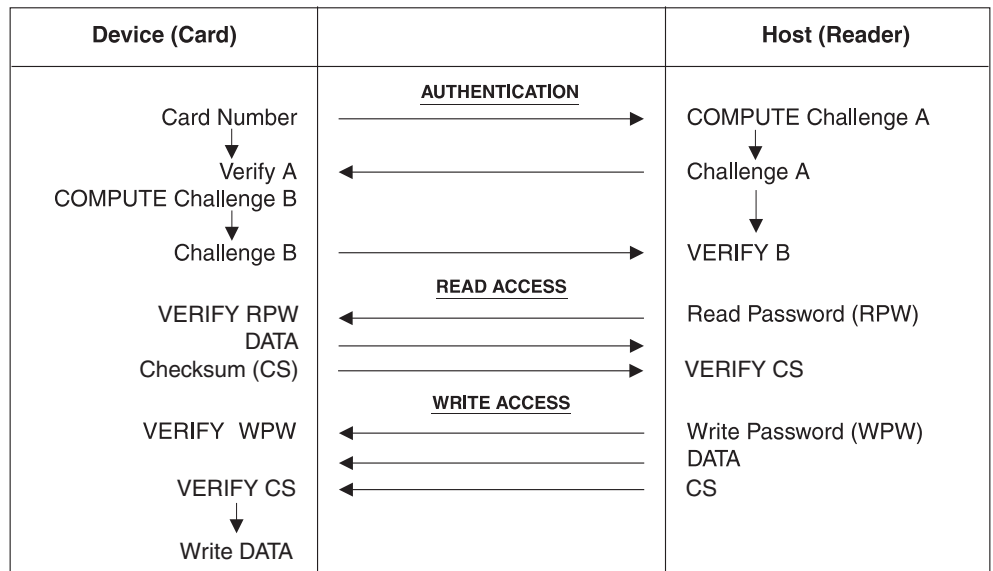 Device (Card) Host (Reader)
AUTHENTICATION
Card Number COMPUTE Challenge A
Verify A Challenge A
COMPUTE Challenge B
Challenge B VERIFY B
READ ACCESS
VERIFY RPW Read Password (RPW)
DATA
Checksum (CS) VERIFY CS
WRITE ACCESS
VERIFY WPW Write Password (WPW)
DATA
VERIFY CS CS
Write DATA